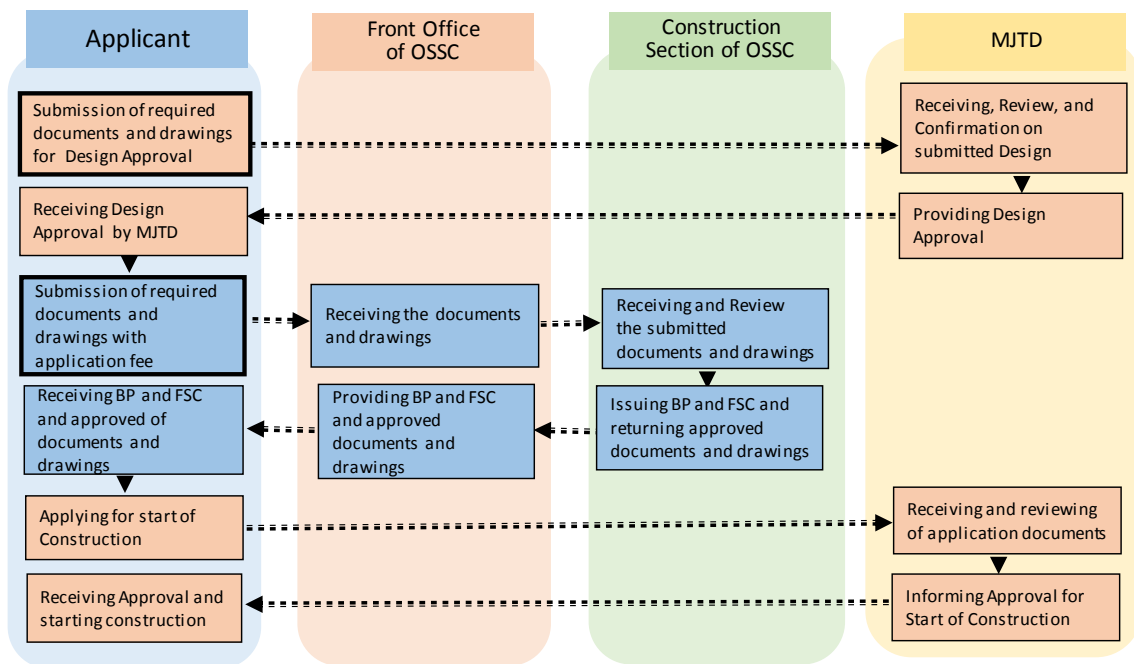 Applicant
Front Office
of OSSC
Construction
Section of OSSC
MJTD
Submission of required
documents and drawings
for Design Approval
Receiving, Review, and
Confirmation on
submitted Design
Receiving Design
Approval by MJTD
Providing Design
Approval
Submission of required
documents and
drawings with
application fee
Receiving the documents
and drawings
Receiving and Review
the submitted
documents and drawings
Receiving BP and FSC
and approved of
documents and
drawings
Providing BP and FSC
and approved
documents and
drawings
Issuing BP and FSC and
returning approved
documents and drawings
Applying for start of
Construction
Receiving and reviewing
of application documents
Receiving Approval and
starting construction
Informing Approval for
Start of Construction